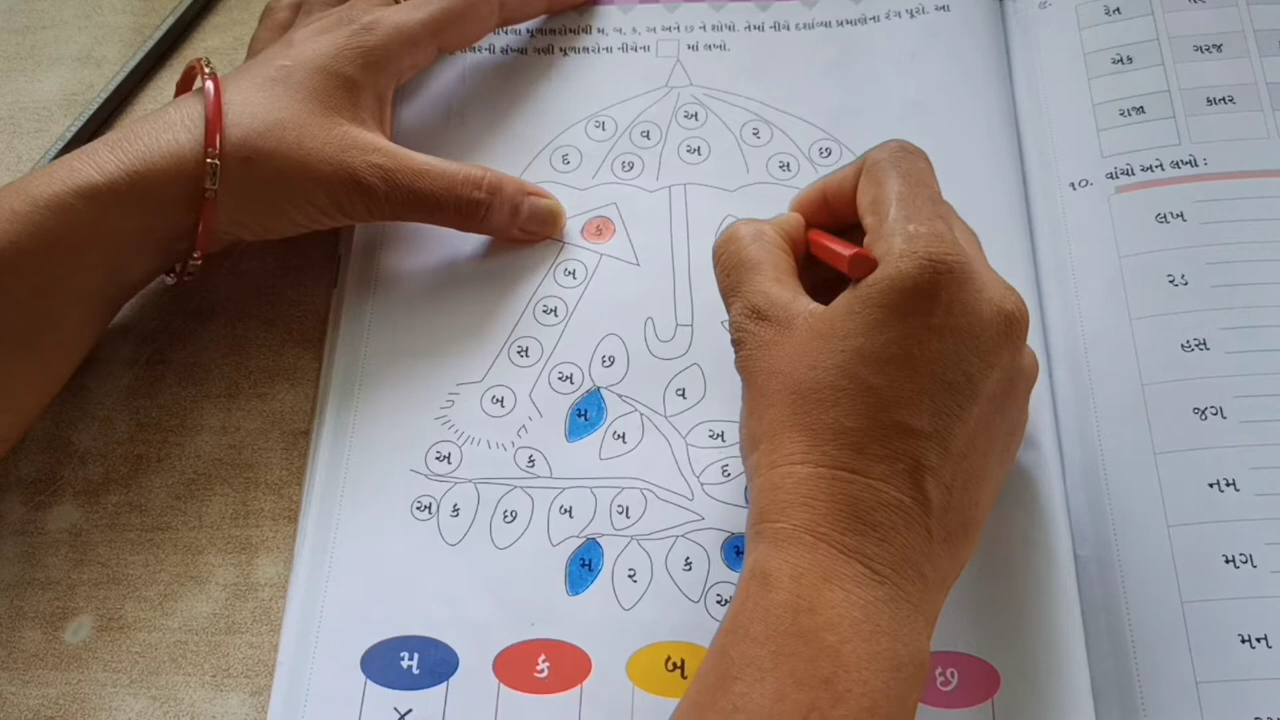 મૂળાક્ષરોમાંથી મ, બ, ક, અ અને છ ને શોધો. તેમાં નીચે દર્શાવ્યા પ્રમાણેના રંગ પૂરો. આ
સંખ્યા ગણી મૂળાક્ષરોના નીચેના માં લખો.
ગ વ અ ર
દ છ અ સ છ
ક
બ
અ
સ
છ
અ
વ
બ
મ
બ
અ
અ
ક
દ
અ ક છ બ ગ
મ ર ક મ
અ
મ ક બ છ
૯.
રેત
એક ગરજ
રાજા કાતર
૧૦. વાંચો અને લખો :
લખ
રડ
હસ
જગ
નમ
મગ
મન